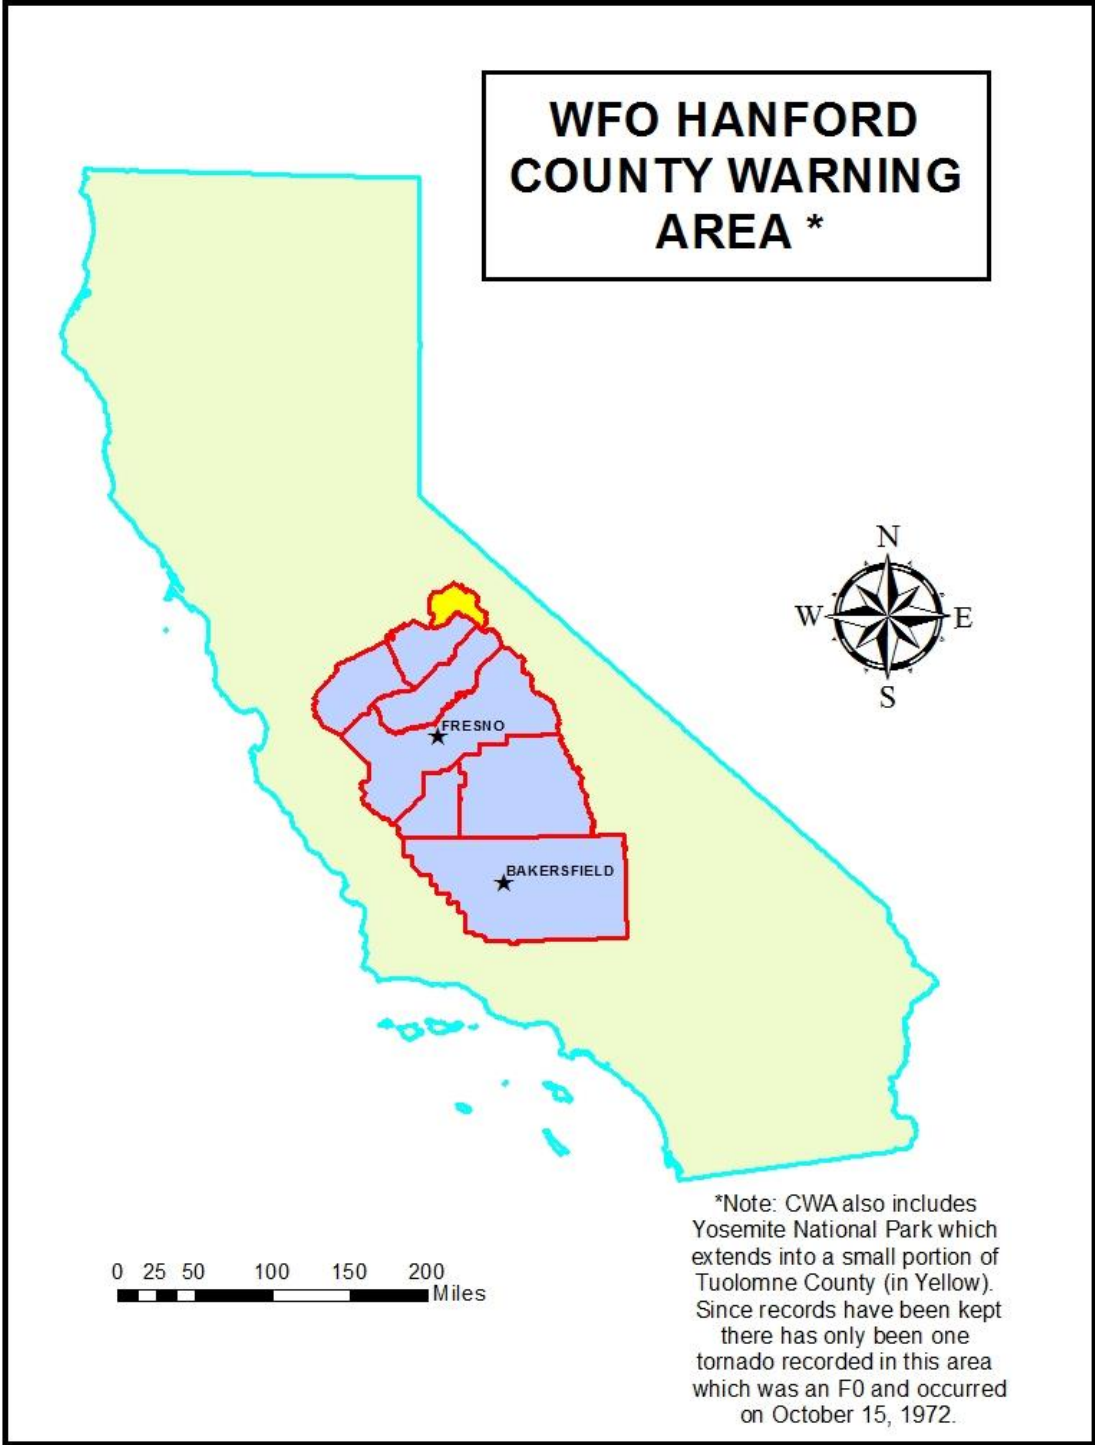 WFO HANFORD
COUNTY WARNING
AREA *
N
W
E
S
FRESNO
BAKERSFIELD
*Note: CWA also includes
Yosemite National Park which
extends into a small portion of
Tuolomne County (in Yellow).
Since records have been kept
there has only been one
tornado recorded in this area
which was an F0 and occurred
on October 15, 1972.
0 25 50 100 150 200
Miles